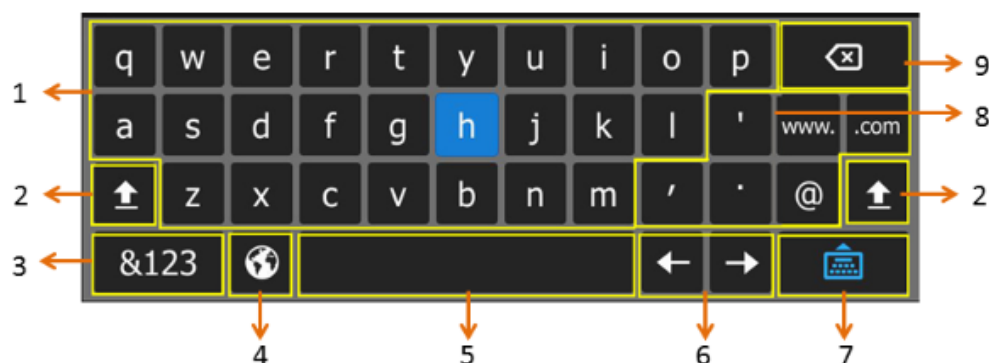 q w e r t y u i o p 9
1
a s d f g h j k l ' www. .com 8
2 z x c v b n m , . @ 2
3 &123
4 5 6 7